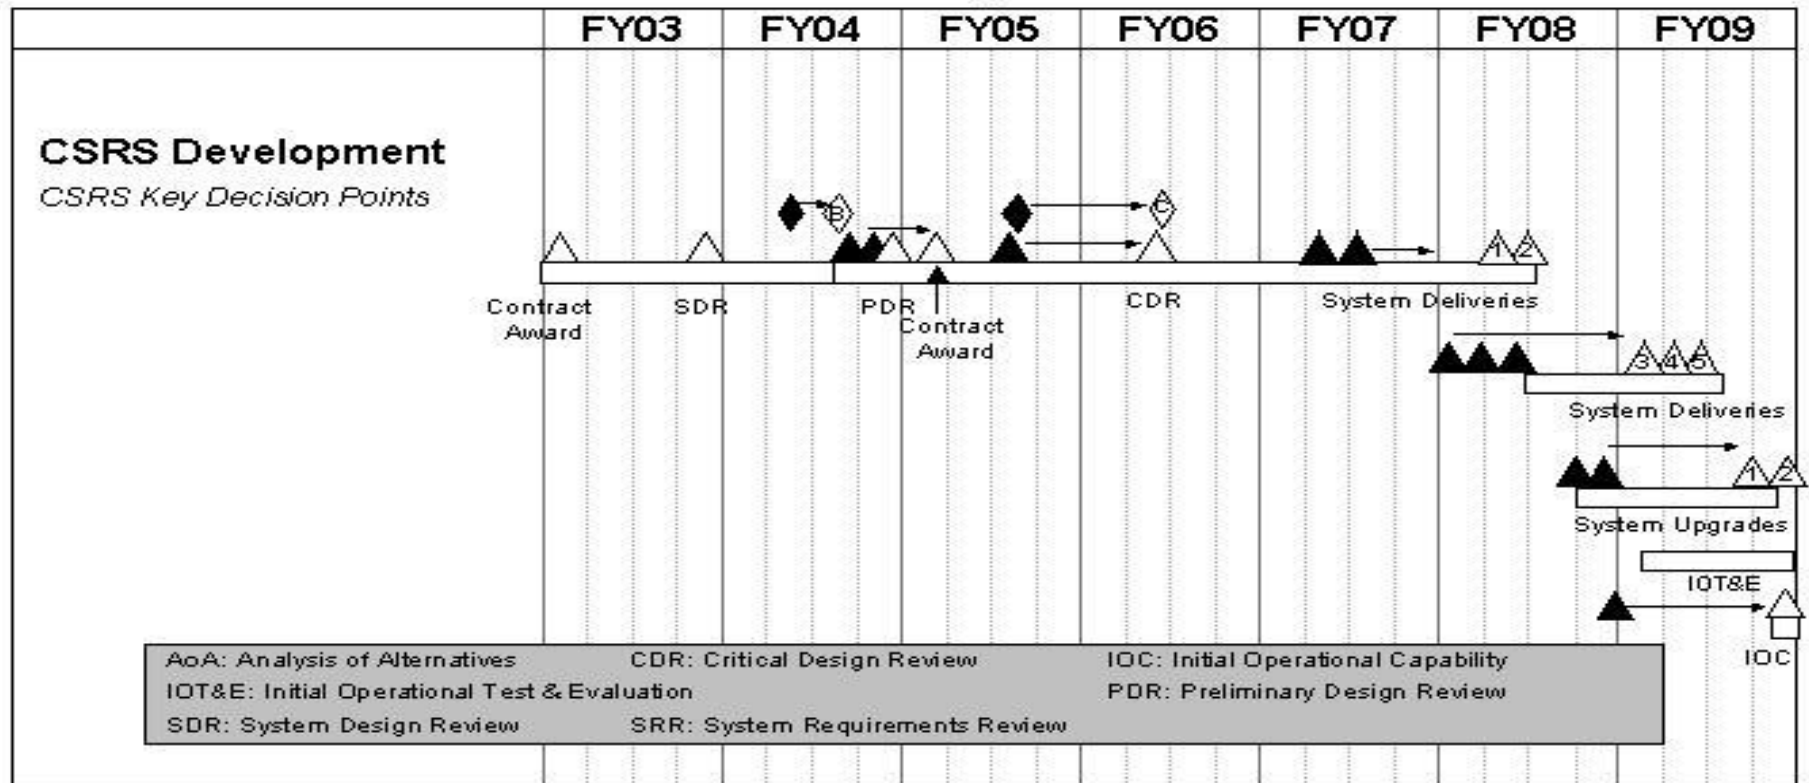 FY03 FY04 FY05 FY06 FY07 FY08 FY09
CSRS Development
CSRS Key Decision Points
B
C
1 2
Contract
Award
SDR
PDR
Contract
Award
CDR
System Deliveries
3 4 5
System Deliveries
1 2
System Upgrades
IOT&E
IOC
AoA: Analysis of Alternatives CDR: Critical Design Review IOC: Initial Operational Capability
IOT&E: Initial Operational Test & Evaluation PDR: Preliminary Design Review
SDR: System Design Review SRR: System Requirements Review